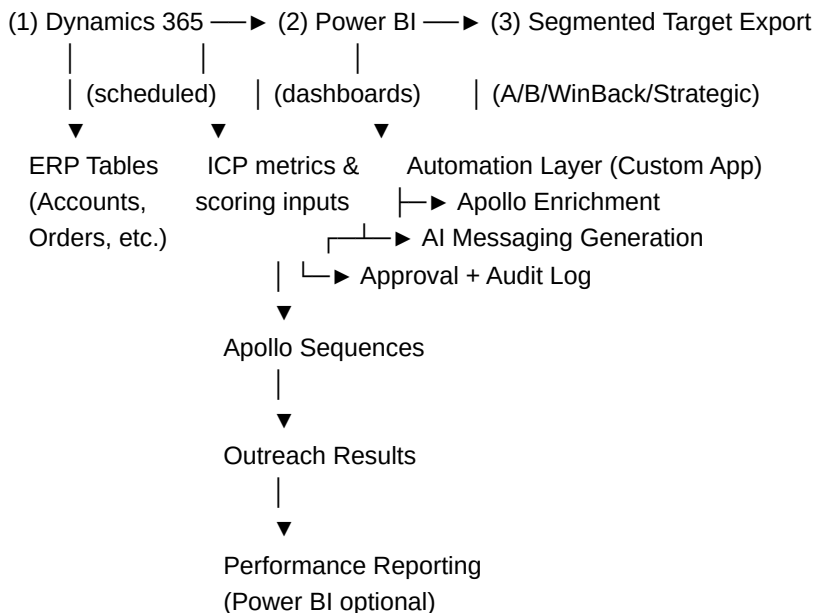 (1) Dynamics 365 ──► (2) Power BI ──► (3) Segmented Target Export
│ │ │
│ (scheduled) │ (dashboards) │ (A/B/WinBack/Strategic)
▼ ▼ ▼
ERP Tables ICP metrics & Automation Layer (Custom App)
(Accounts, scoring inputs ├─► Apollo Enrichment
Orders, etc.) ┌──┴─► AI Messaging Generation
│ └─► Approval + Audit Log
▼
Apollo Sequences
│
▼
Outreach Results
│
▼
Performance Reporting
(Power BI optional)